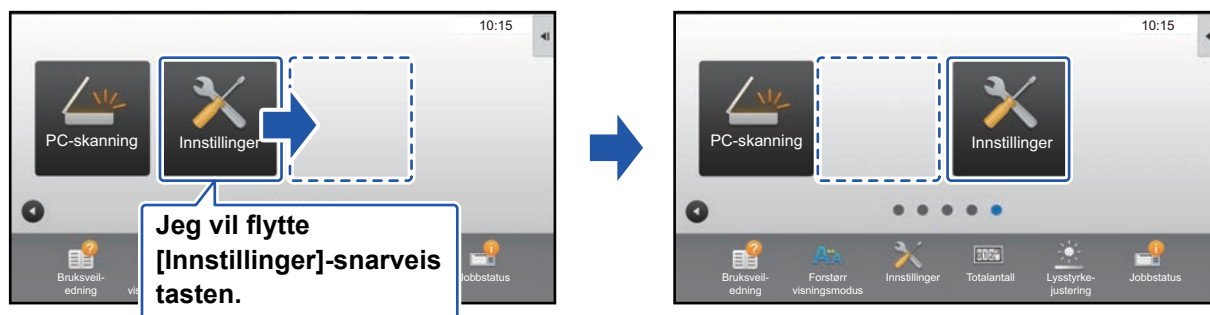 10:15
PC-skanning
Innstillinger
Jeg vil flytte
[Innstillinger]-snarveis
tasten.
Bruksveil-
edning
vis
Jobbstatus
10:15
PC-skanning
Innstillinger
Bruksveil-
edning
Forstørr
visningsmodus
Innstillinger
Totalantall
Lysstyrke-
justering
Jobbstatus